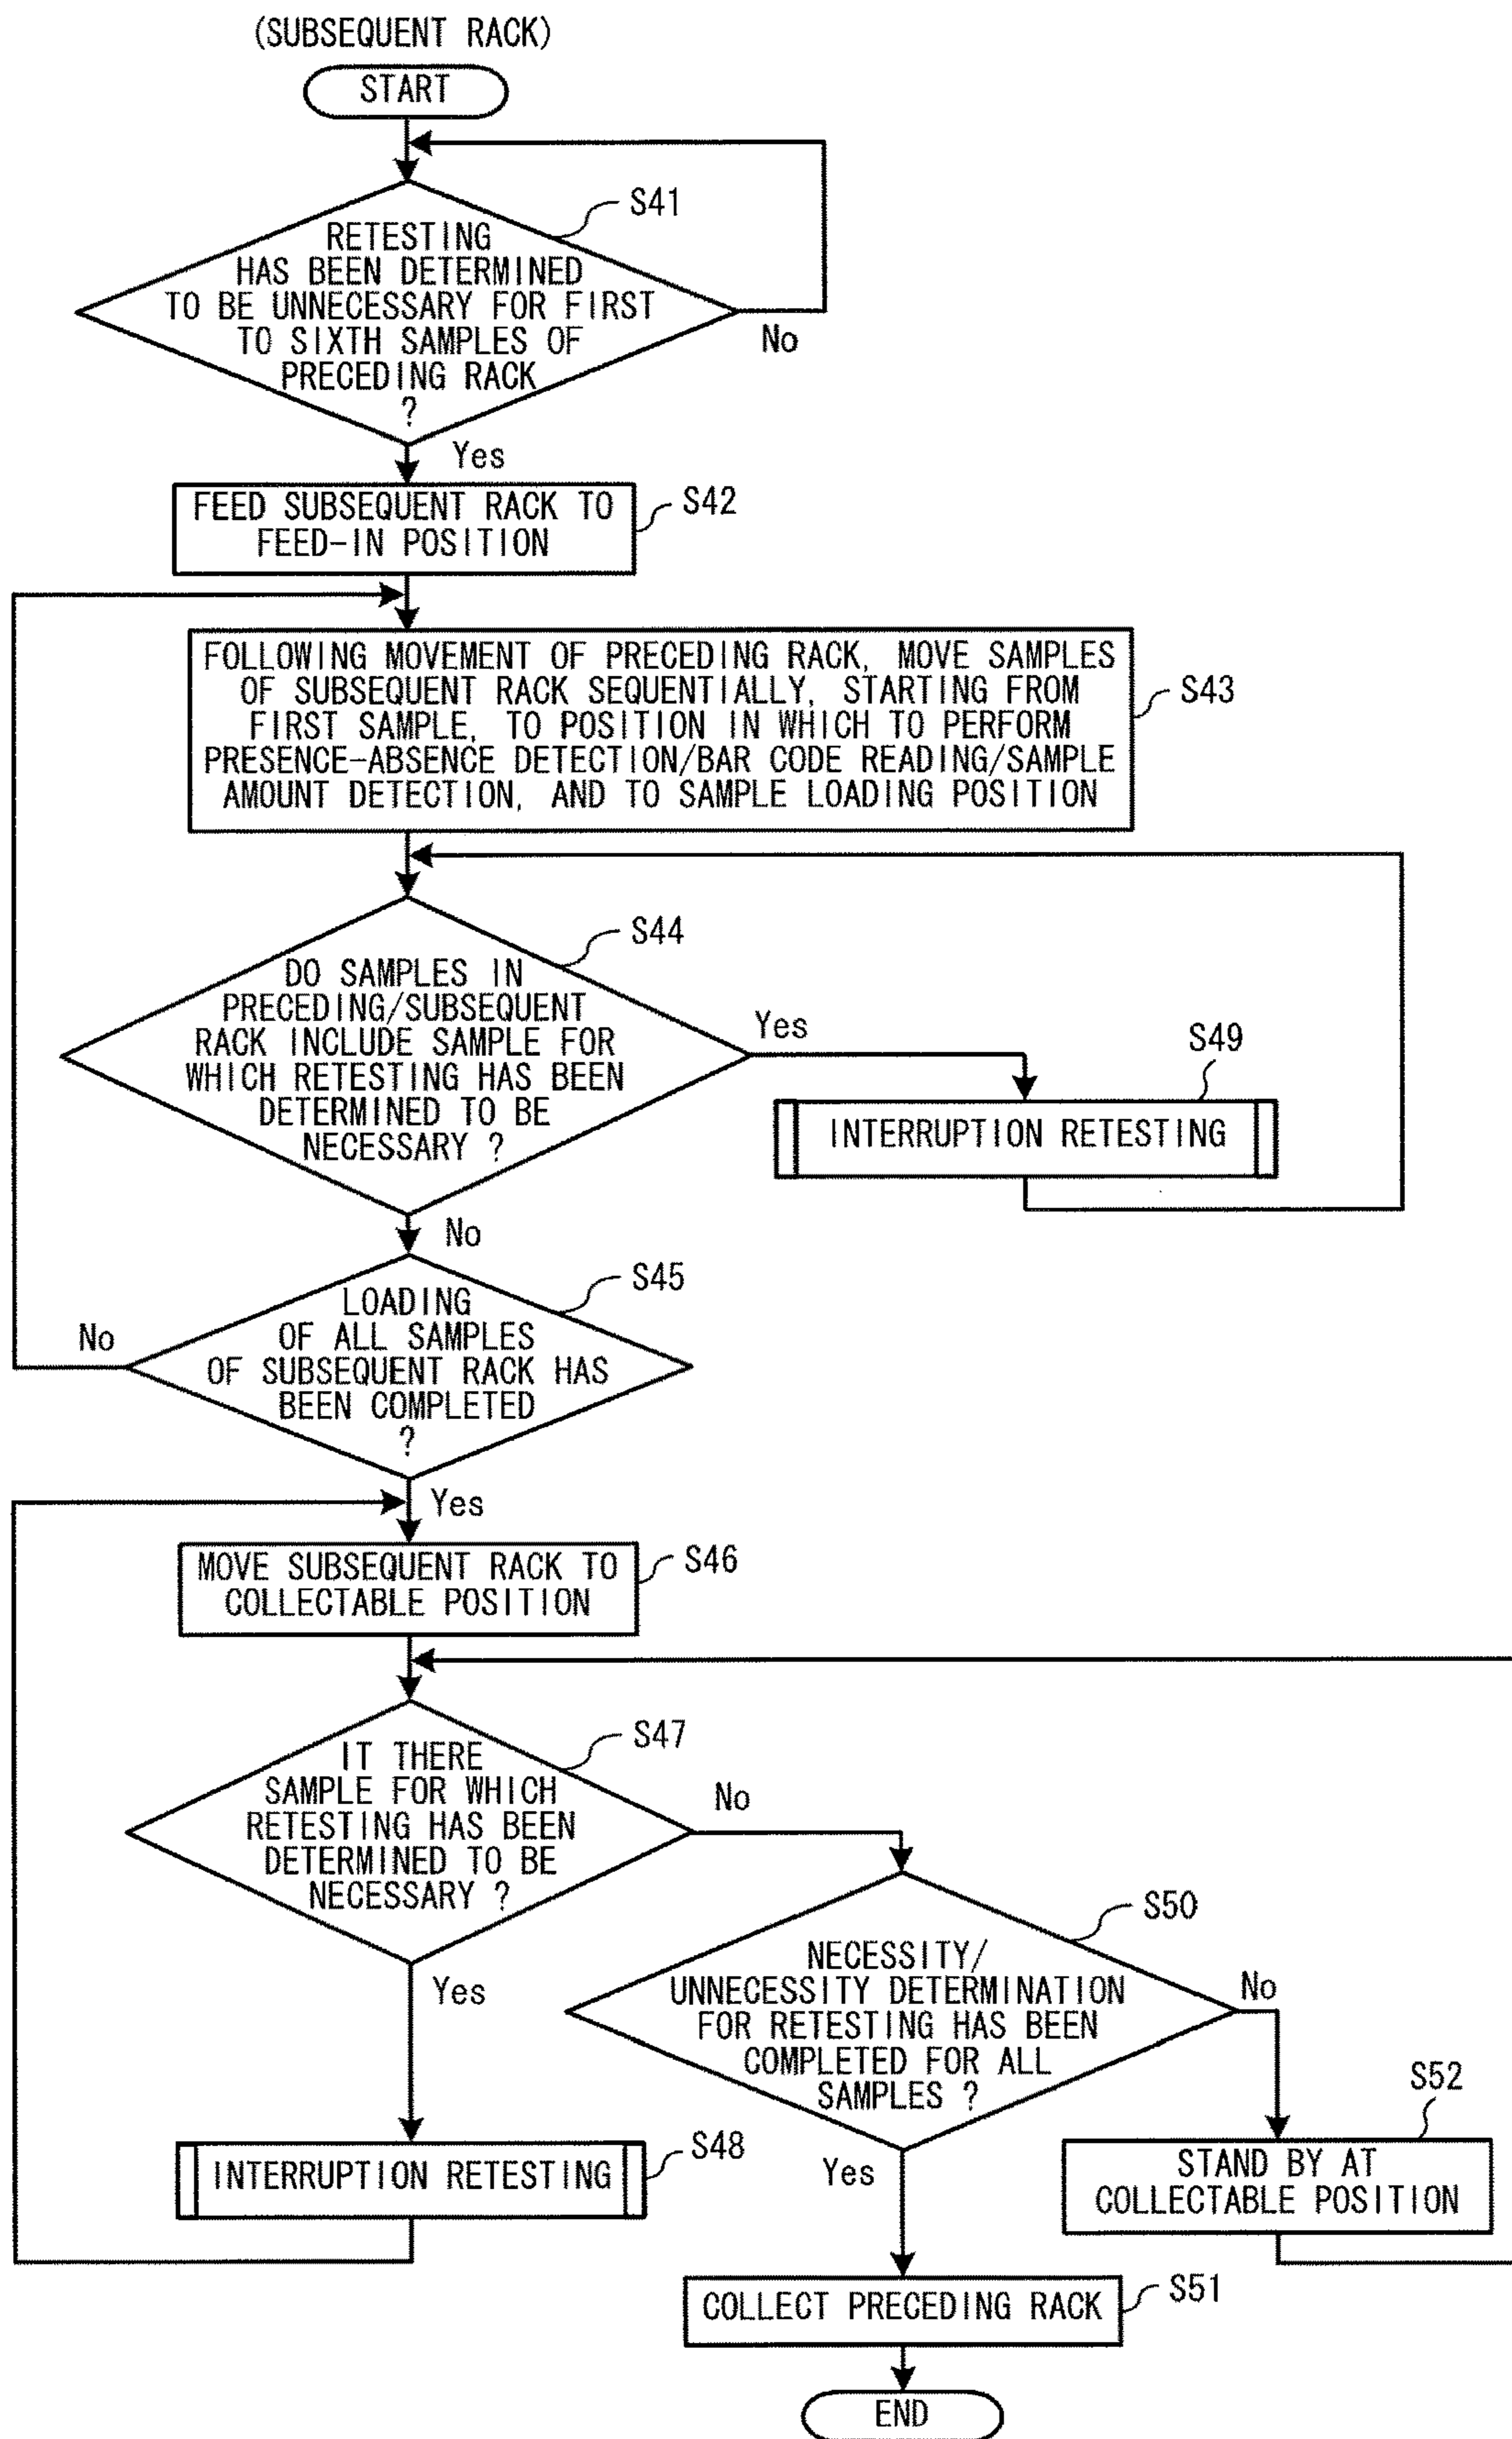 (SUBSEQUENT RACK)
START
S41
RETESTING
HAS BEEN DETERMINED
TO BE UNNECESSARY FOR FIRST
TO SIXTH SAMPLES OF
PRECEDING RACK
?
No
Yes
FEED SUBSEQUENT RACK TO
FEED-IN POSITION
S42
FOLLOWING MOVEMENT OF PRECEDING RACK, MOVE SAMPLES
OF SUBSEQUENT RACK SEQUENTIALLY, STARTING FROM
FIRST SAMPLE, TO POSITION IN WHICH TO PERFORM
PRESENCE-ABSENCE DETECTION/BAR CODE READING/SAMPLE
AMOUNT DETECTION, AND TO SAMPLE LOADING POSITION
S43
S44
DO SAMPLES IN
PRECEDING/SUBSEQUENT
RACK INCLUDE SAMPLE FOR
WHICH RETESTING HAS BEEN
DETERMINED TO BE
NECESSARY ?
Yes
S49
INTERRUPTION RETESTING
No
S45
LOADING
OF ALL SAMPLES
OF SUBSEQUENT RACK HAS
BEEN COMPLETED
?
No
Yes
MOVE SUBSEQUENT RACK TO
COLLECTABLE POSITION
S46
S47
IT THERE
SAMPLE FOR WHICH
RETESTING HAS BEEN
DETERMINED TO BE
NECESSARY ?
No
Yes
S50
NECESSITY/
UNNECESSITY DETERMINATION
FOR RETESTING HAS BEEN
COMPLETED FOR ALL
SAMPLES ?
No
Yes
S48
INTERRUPTION RETESTING
S52
STAND BY AT
COLLECTABLE POSITION
COLLECT PRECEDING RACK
S51
END